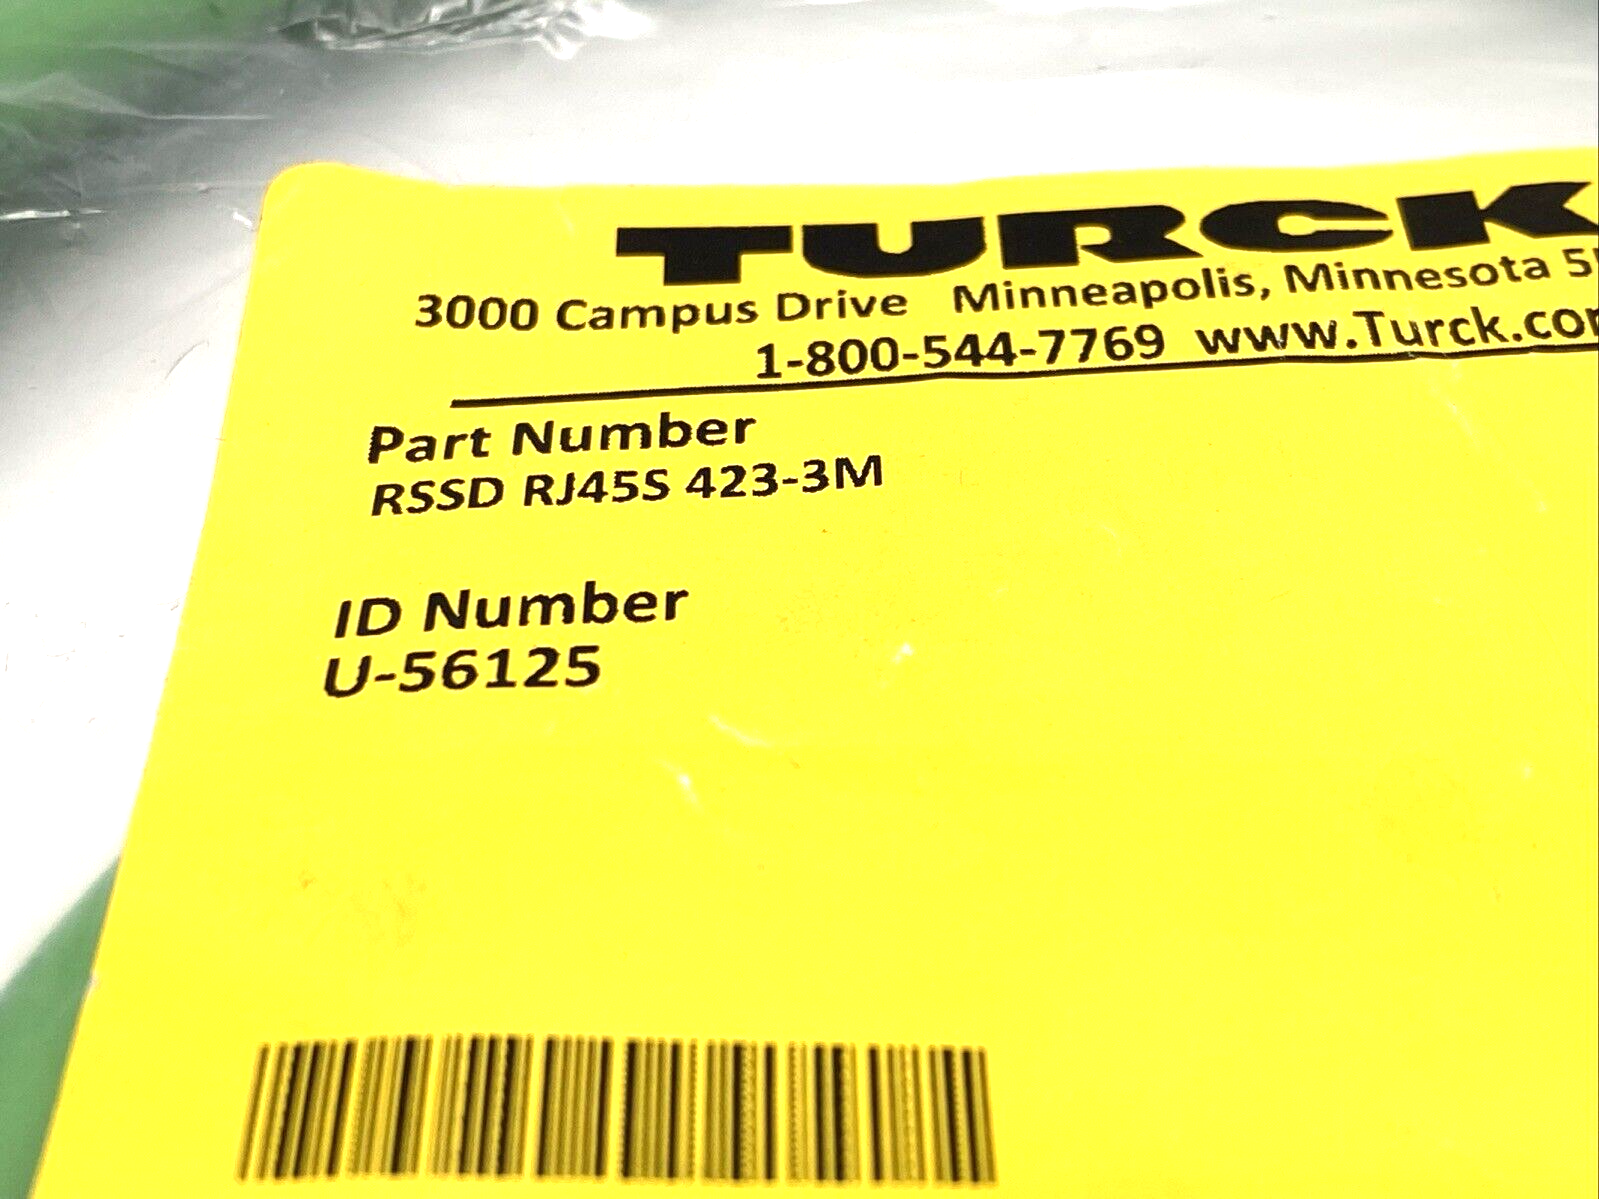 TURCK
3000 Campus Drive Minneapolis, Minnesota
1-800-544-7769 www.Turck.com
Part Number
RSSD RJ45S 423-3M
ID Number
U-56125